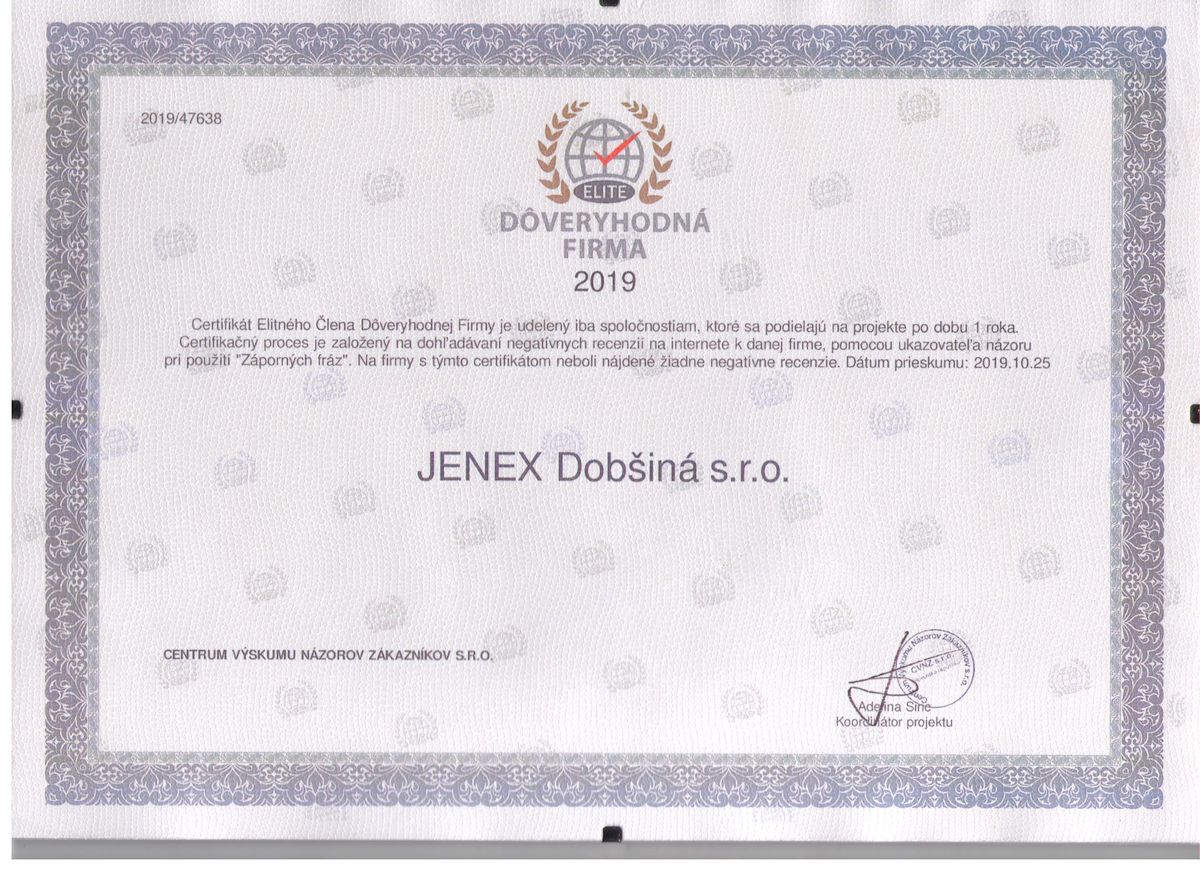 2019/47638
ELITE
DÔVERYHODNÁ
FIRMA
2019
Certifikát Elitného Člena Dôveryhodnej Firmy je udelený iba spoločnostiam, ktoré sa podielajú na projekte po dobu 1 roka.
Certifikačný proces je založený na dohľadávaní negatívnych recenzií na internete k danej firme, pomocou ukazovateľa názoru
pri použití "Záporných fráz". Na firmy s týmto certifikátom neboli nájdené žiadne negatívne recenzie. Dátum prieskumu: 2019.10.25
JENEX Dobšiná s.r.o.
CENTRUM VÝSKUMU NÁZOROV ZÁKAZNÍKOV S.R.O.
Názorov Zákazníkov s.r.o.
CVNZ s.r.o.
Koordinátor projektu